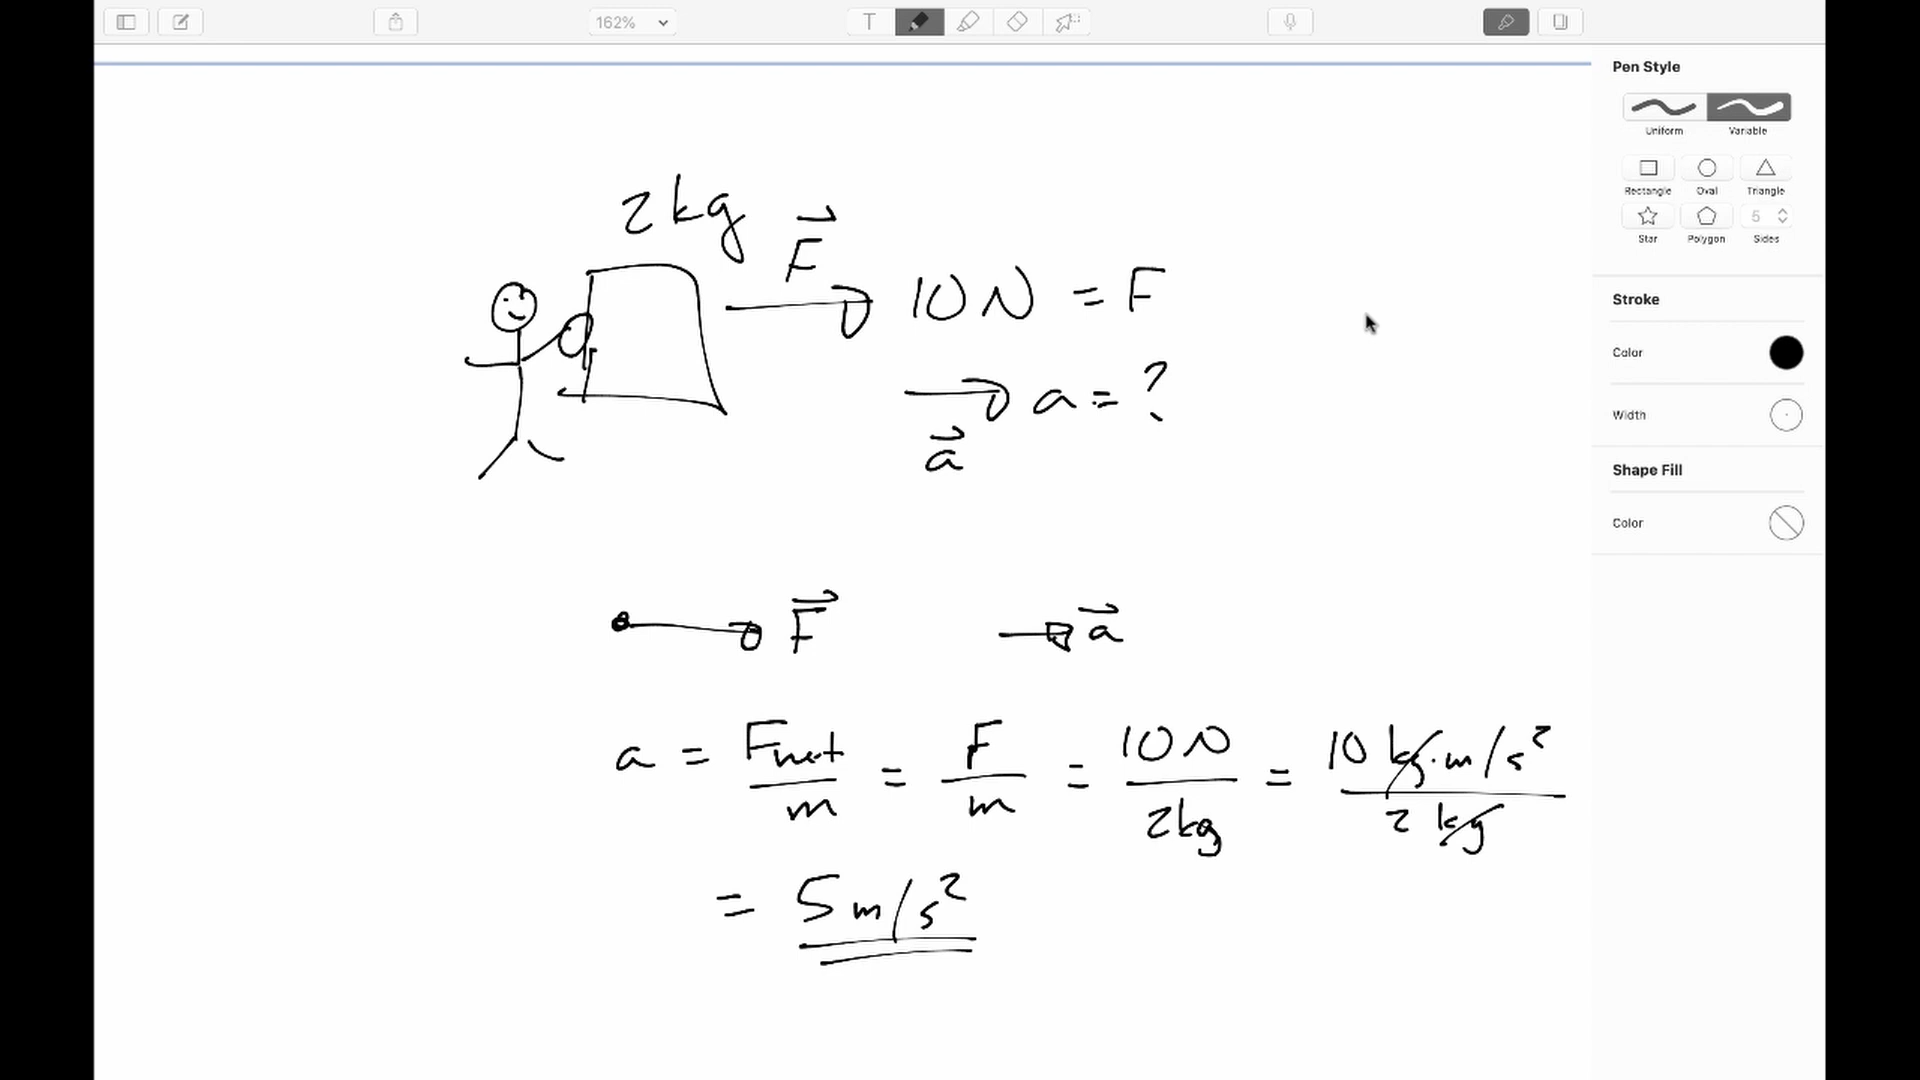 162%
T
Pen Style
Uniform Variable
Rectangle Oval Triangle
5
Star Polygon Sides
Stroke
Color
Width
Shape Fill
Color
2kg
F⃗
10N = F
a = ?
a⃗
F⃗ a⃗
a = Fnet/m = F/m = 10N/2kg = 10 kg·m/s²/2 kg
= 5 m/s²